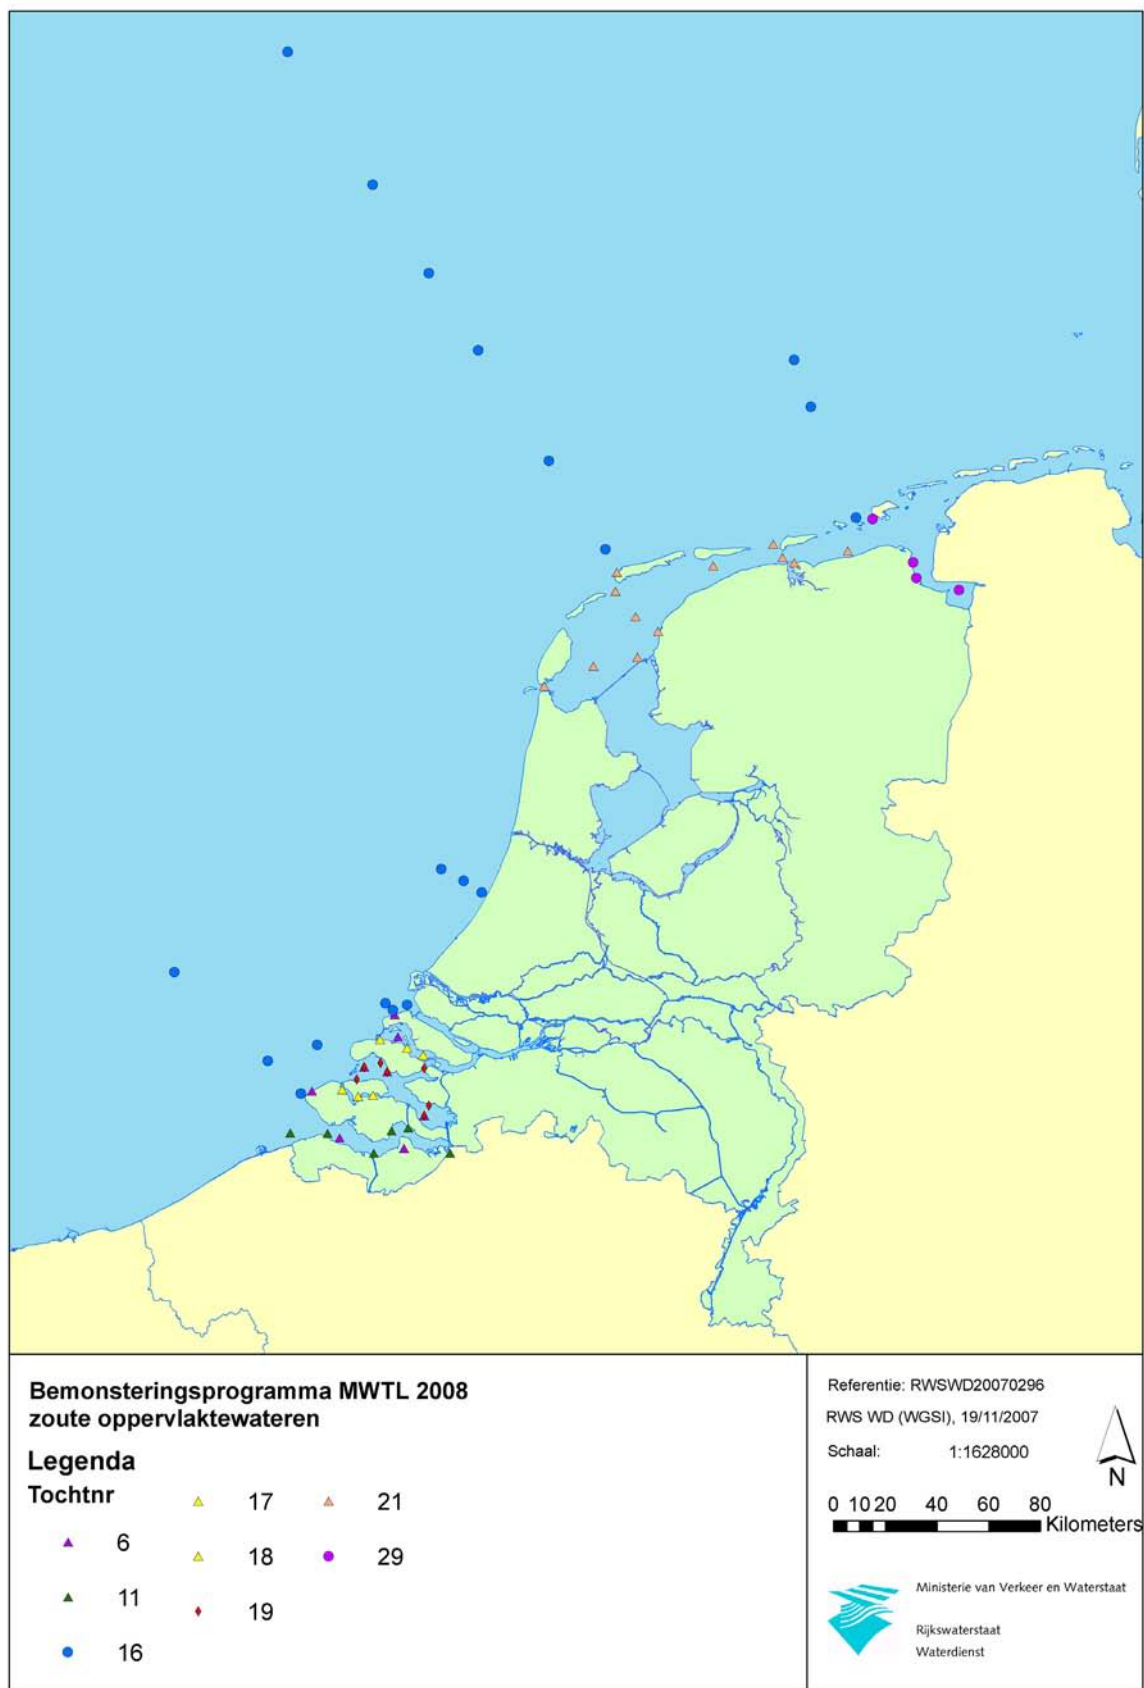 Bemonsteringsprogramma MWTL 2008
zoute oppervlaktewateren
Legenda
Tochtnr
6
11
16
17
18
19
21
29
Referentie: RWSWD20070296
RWS WD (WGSI), 19/11/2007
Schaal: 1:1628000
N
0 10 20 40 60 80
Kilometers
Ministerie van Verkeer en Waterstaat
Rijkswaterstaat
Waterdienst